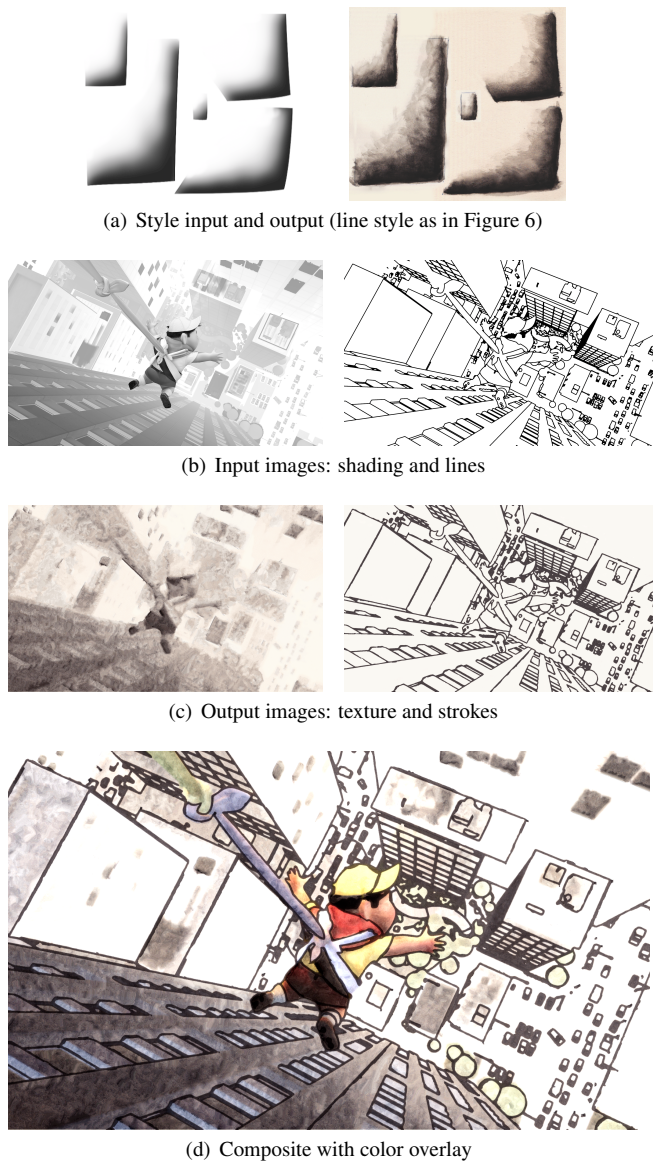 (a) Style input and output (line style as in Figure 6)
(b) Input images: shading and lines
(c) Output images: texture and strokes
(d) Composite with color overlay